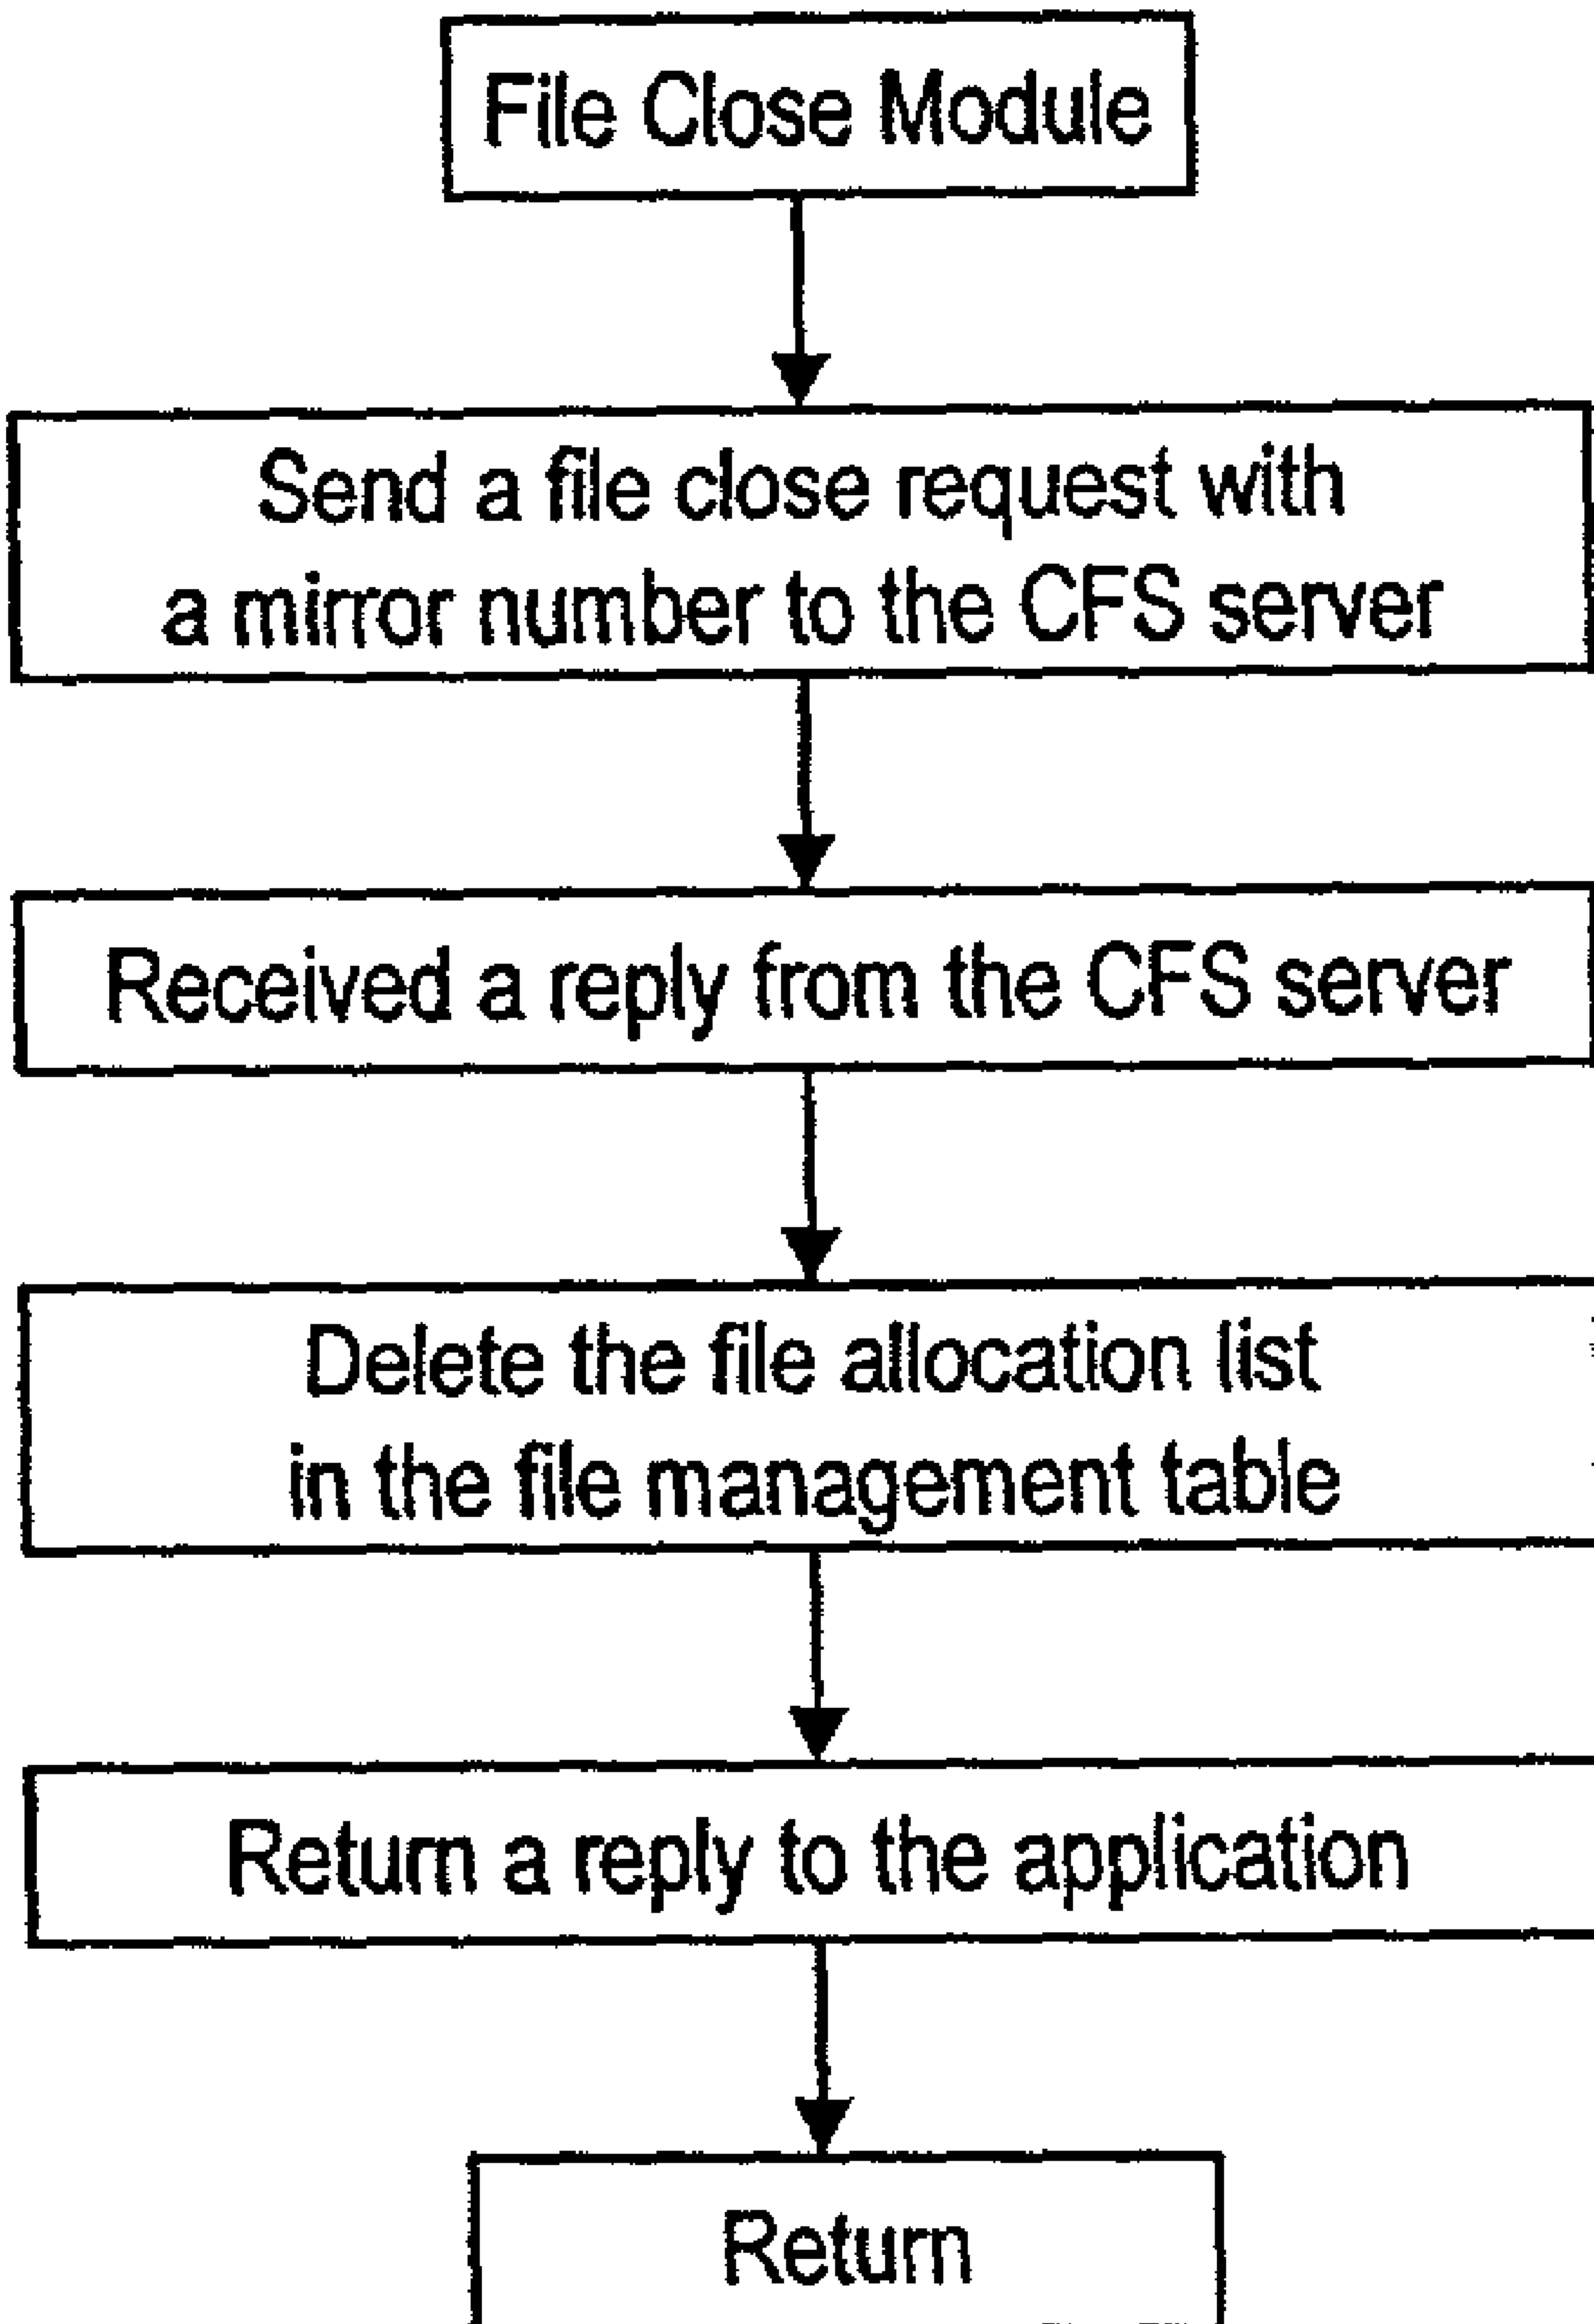 File Close Module
Send a file close request with
a mirror number to the CFS server
Received a reply from the CFS server
Delete the file allocation list
in the file management table
Return a reply to the application
Return